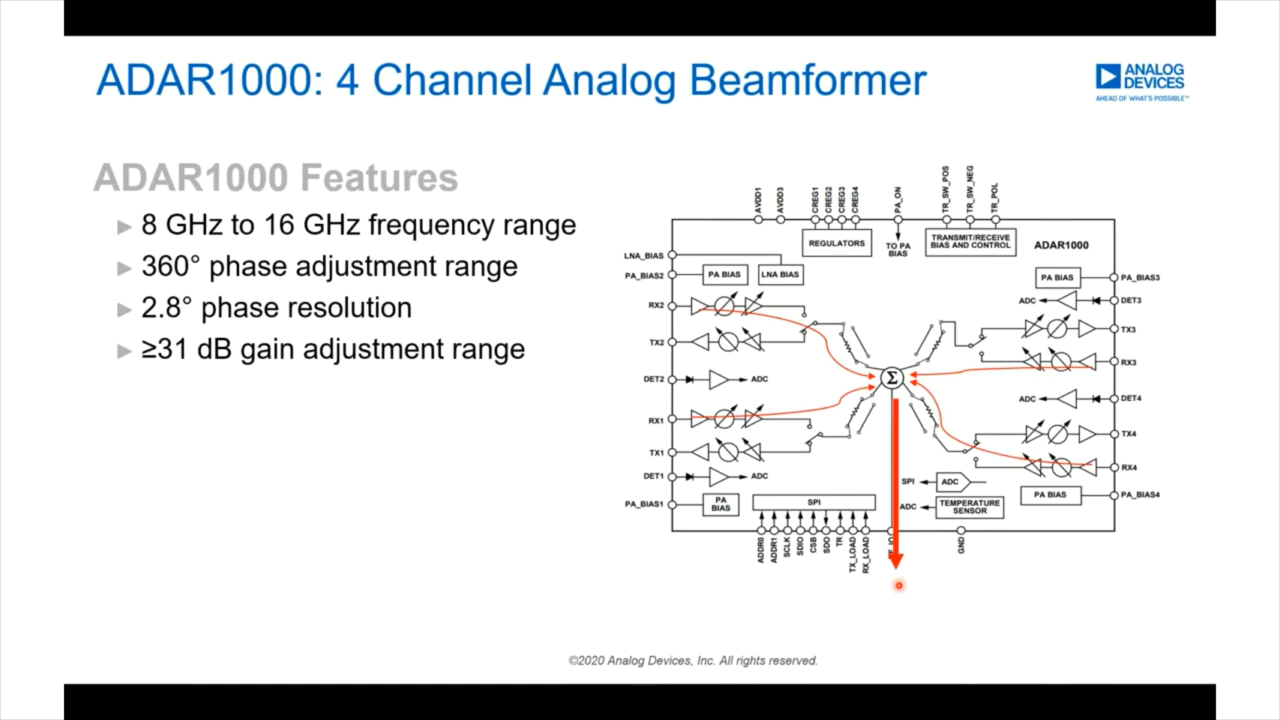 ADAR1000: 4 Channel Analog Beamformer
ANALOG
DEVICES
AHEAD OF WHAT'S POSSIBLE™
ADAR1000 Features
8 GHz to 16 GHz frequency range
360° phase adjustment range
2.8° phase resolution
≥31 dB gain adjustment range
AVDD1
AVDD3
CREG1
CREG2
CREG3
CREG4
PA_ON
TR_SW_POS
TR_SW_NEG
TR_POL
REGULATORS
TO PA
BIAS
TRANSMIT/RECEIVE
BIAS AND CONTROL
ADAR1000
LNA_BIAS
PA_BIAS2
PA BIAS
LNA BIAS
PA BIAS
PA_BIAS3
RX2
ADC
DET3
TX2
TX3
RX3
DET2
ADC
Σ
ADC
DET4
RX1
TX4
TX1
RX4
DET1
ADC
SPI
ADC
PA BIAS
PA_BIAS4
PA_BIAS1
PA
BIAS
SPI
ADC
TEMPERATURE
SENSOR
ADDR0
ADDR1
SCLK
SDIO
CSB
SDO
TR
TX_LOAD
RX_LOAD
GND
©2020 Analog Devices, Inc. All rights reserved.